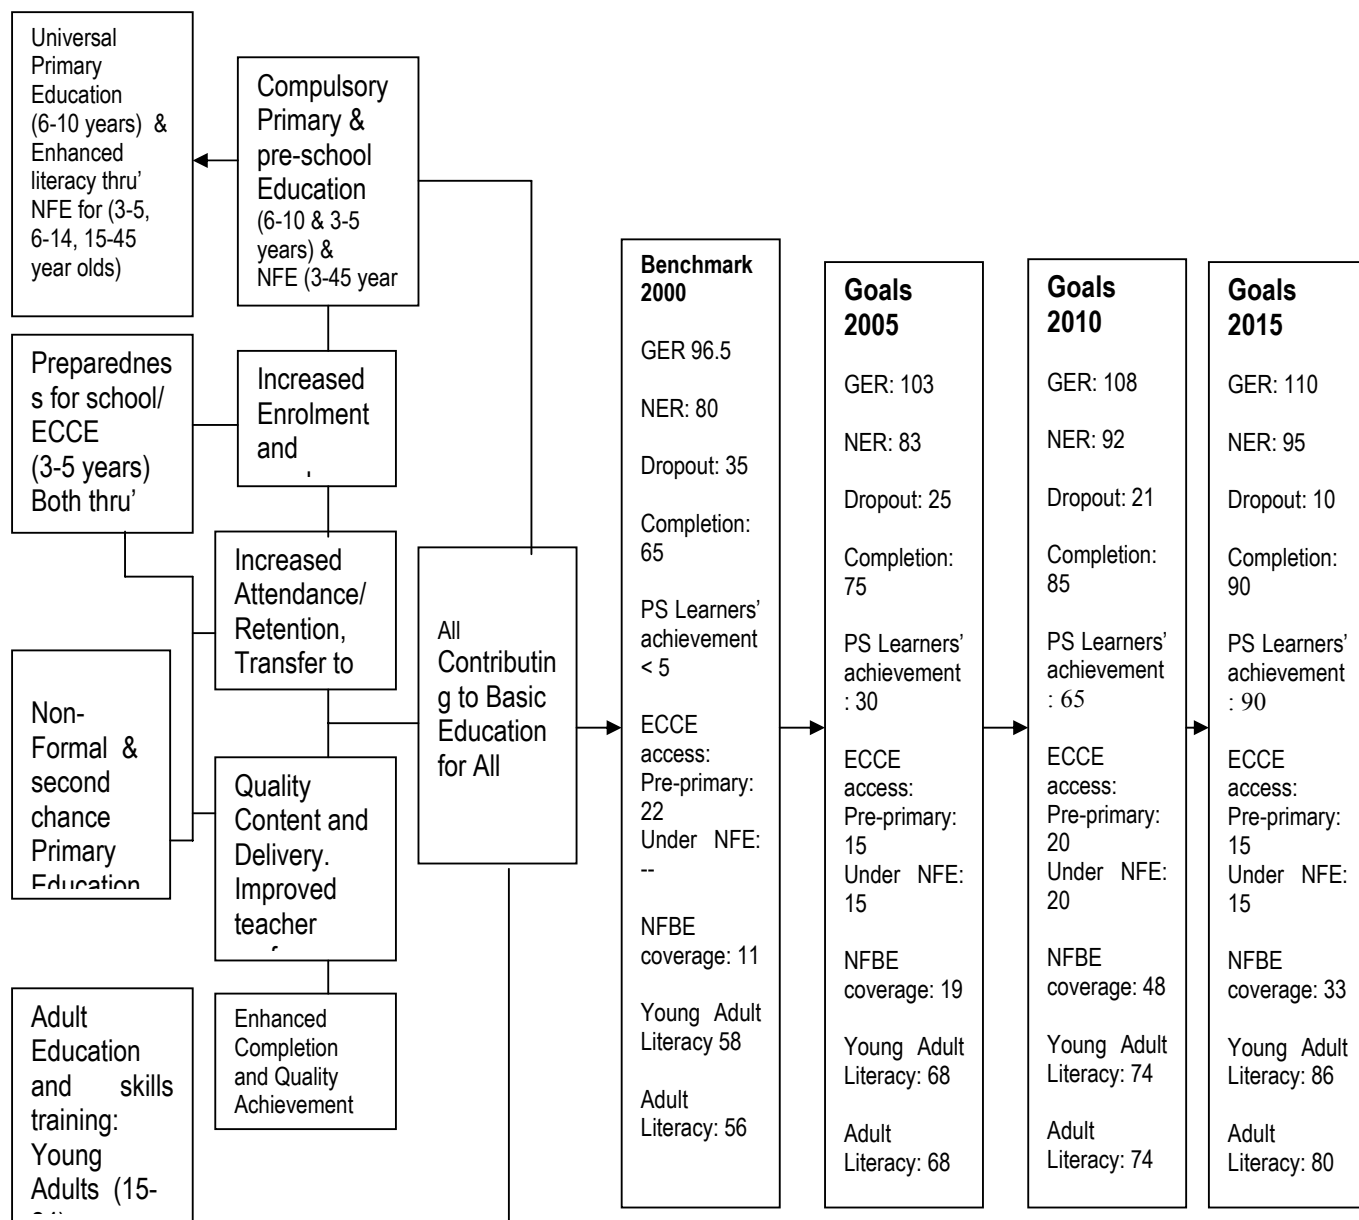 Universal
Primary
Education
(6-10 years) &
Enhanced
literacy thru’
NFE for (3-5,
6-14, 15-45
year olds)
Compulsory
Primary &
pre-school
Education
(6-10 & 3-5
years) &
NFE (3-45 year
Preparednes
s for school/
ECCE
(3-5 years)
Both thru’
Increased
Enrolment
and
Increased
Attendance/
Retention,
Transfer to
Non-
Formal &
second
chance
Primary
Education
Quality
Content and
Delivery.
Improved
teacher
Adult
Education
and skills
training:
Young
Adults (15-
Enhanced
Completion
and Quality
Achievement
All
Contributin
g to Basic
Education
for All
Benchmark
2000
GER 96.5
NER: 80
Dropout: 35
Completion:
65
PS Learners’
achievement
< 5
ECCE
access:
Pre-primary:
22
Under NFE:
--
NFBE
coverage: 11
Young Adult
Literacy 58
Adult
Literacy: 56
Goals
2005
GER: 103
NER: 83
Dropout: 25
Completion:
75
PS Learners’
achievement
: 30
ECCE
access:
Pre-primary:
15
Under NFE:
15
NFBE
coverage: 19
Young Adult
Literacy: 68
Adult
Literacy: 68
Goals
2010
GER: 108
NER: 92
Dropout: 21
Completion:
85
PS Learners’
achievement
: 65
ECCE
access:
Pre-primary:
20
Under NFE:
20
NFBE
coverage: 48
Young Adult
Literacy: 74
Adult
Literacy: 74
Goals
2015
GER: 110
NER: 95
Dropout: 10
Completion:
90
PS Learners’
achievement
: 90
ECCE
access:
Pre-primary:
15
Under NFE:
15
NFBE
coverage: 33
Young Adult
Literacy: 86
Adult
Literacy: 80